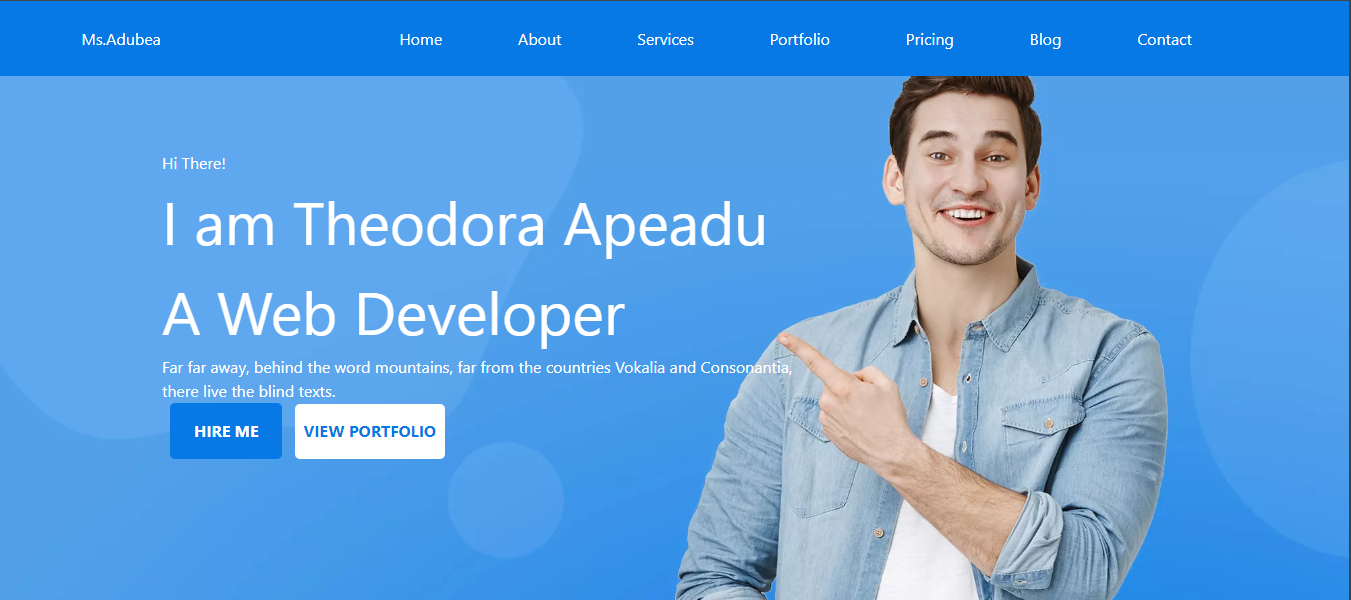 Ms.Adubea Home About Services Portfolio Pricing Blog Contact
Hi There!
I am Theodora Apeadu
A Web Developer
Far far away, behind the word mountains, far from the countries Vokalia and Consonantia,
there live the blind texts.
HIRE ME VIEW PORTFOLIO